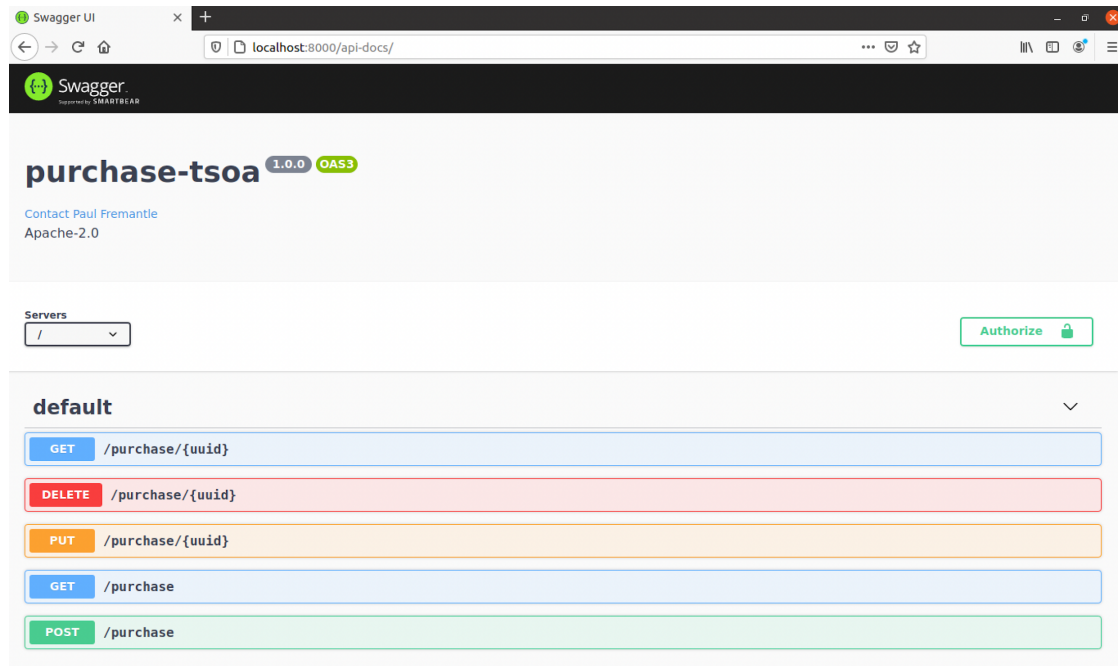 Swagger UI
localhost:8000/api-docs/
Swagger.
Supported by SMARTBEAR
purchase-tsoa 1.0.0 OAS3
Contact Paul Fremantle
Apache-2.0
Servers
/
Authorize
default
GET /purchase/{uuid}
DELETE /purchase/{uuid}
PUT /purchase/{uuid}
GET /purchase
POST /purchase